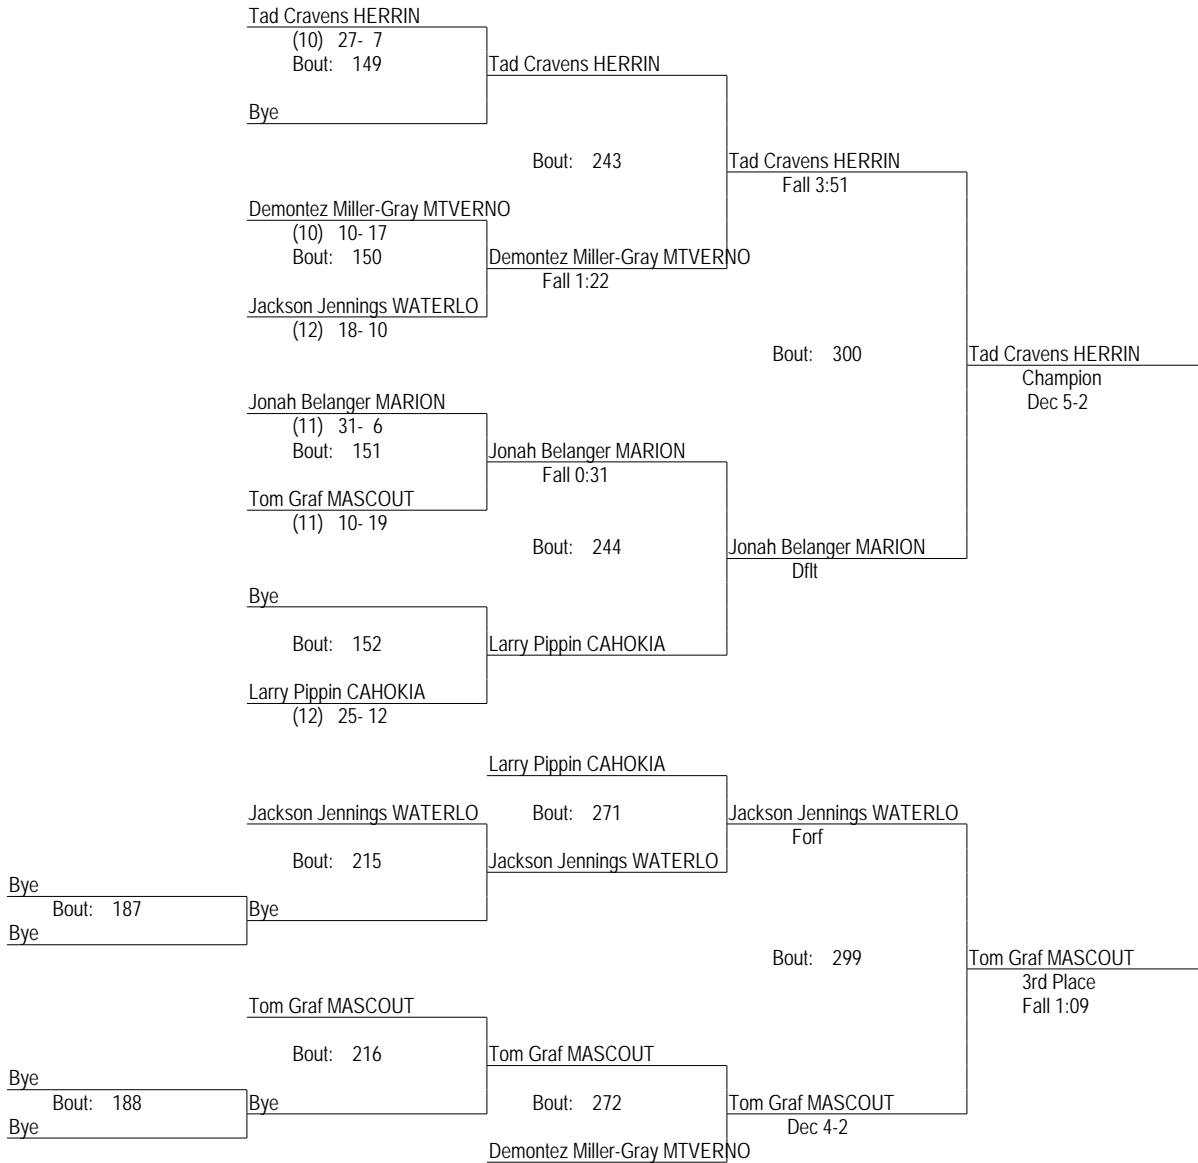 Tad Cravens HERRIN
(10) 27- 7
Bout: 149
Tad Cravens HERRIN
Bye
Bout: 243
Tad Cravens HERRIN
Fall 3:51
Demontez Miller-Gray MTVERNO
(10) 10- 17
Bout: 150
Demontez Miller-Gray MTVERNO
Fall 1:22
Jackson Jennings WATERLO
(12) 18- 10
Bout: 300
Tad Cravens HERRIN
Champion
Dec 5-2
Jonah Belanger MARION
(11) 31- 6
Bout: 151
Jonah Belanger MARION
Fall 0:31
Tom Graf MASCOUT
(11) 10- 19
Bout: 244
Jonah Belanger MARION
Dflt
Bye
Bout: 152
Larry Pippin CAHOKIA
Larry Pippin CAHOKIA
(12) 25- 12
Larry Pippin CAHOKIA
Jackson Jennings WATERLO
Bout: 271
Jackson Jennings WATERLO
Forf
Bout: 215
Jackson Jennings WATERLO
Bye
Bout: 187
Bye
Bye
Bout: 299
Tom Graf MASCOUT
3rd Place
Fall 1:09
Tom Graf MASCOUT
Bout: 216
Tom Graf MASCOUT
Bye
Bout: 188
Bye
Bye
Bout: 272
Tom Graf MASCOUT
Dec 4-2
Demontez Miller-Gray MTVERNO